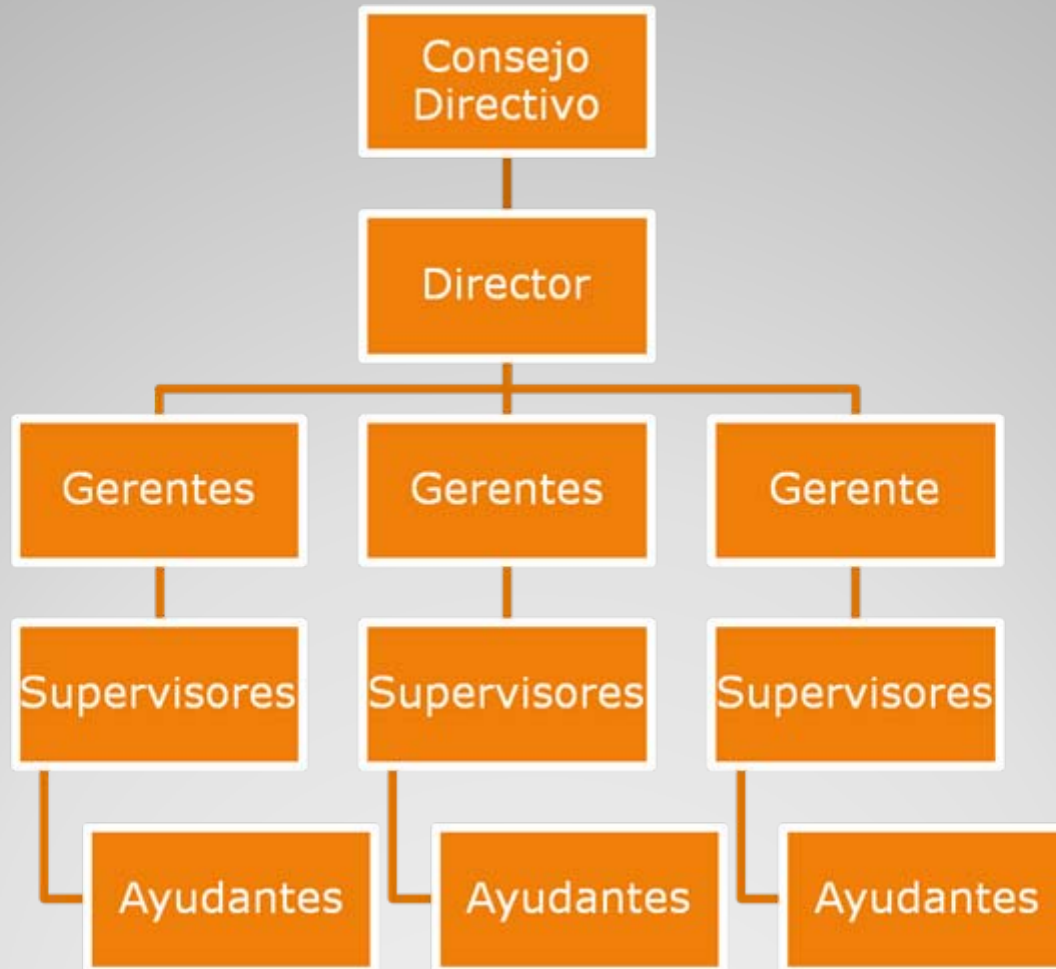 Consejo
Directivo
Director
Gerentes
Gerentes
Gerente
Supervisores
Supervisores
Supervisores
Ayudantes
Ayudantes
Ayudantes